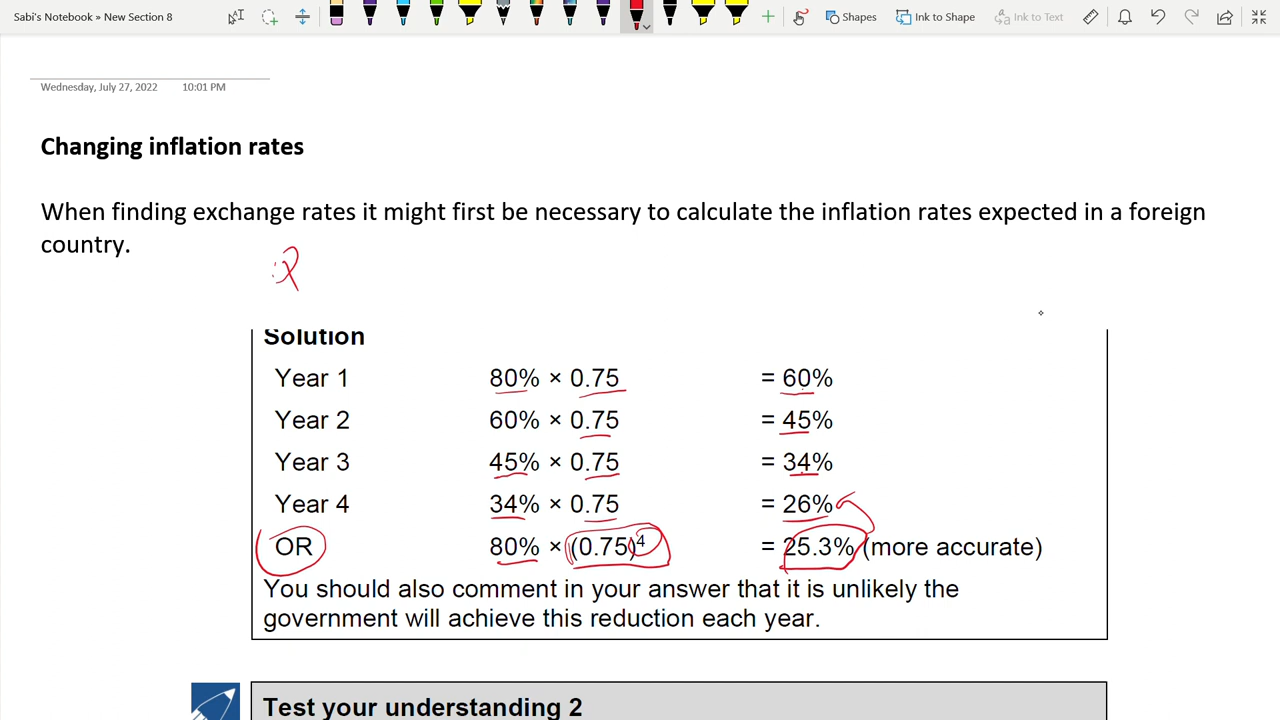 Sabi's Notebook » New Section 8
Shapes
Ink to Shape
Ink to Text
Wednesday, July 27, 2022 10:01 PM
Changing inflation rates
When finding exchange rates it might first be necessary to calculate the inflation rates expected in a foreign
country.
Solution
Year 1 80% × 0.75 = 60%
Year 2 60% × 0.75 = 45%
Year 3 45% × 0.75 = 34%
Year 4 34% × 0.75 = 26%
OR 80% × (0.75)⁴ = 25.3% (more accurate)
You should also comment in your answer that it is unlikely the
government will achieve this reduction each year.
Test your understanding 2